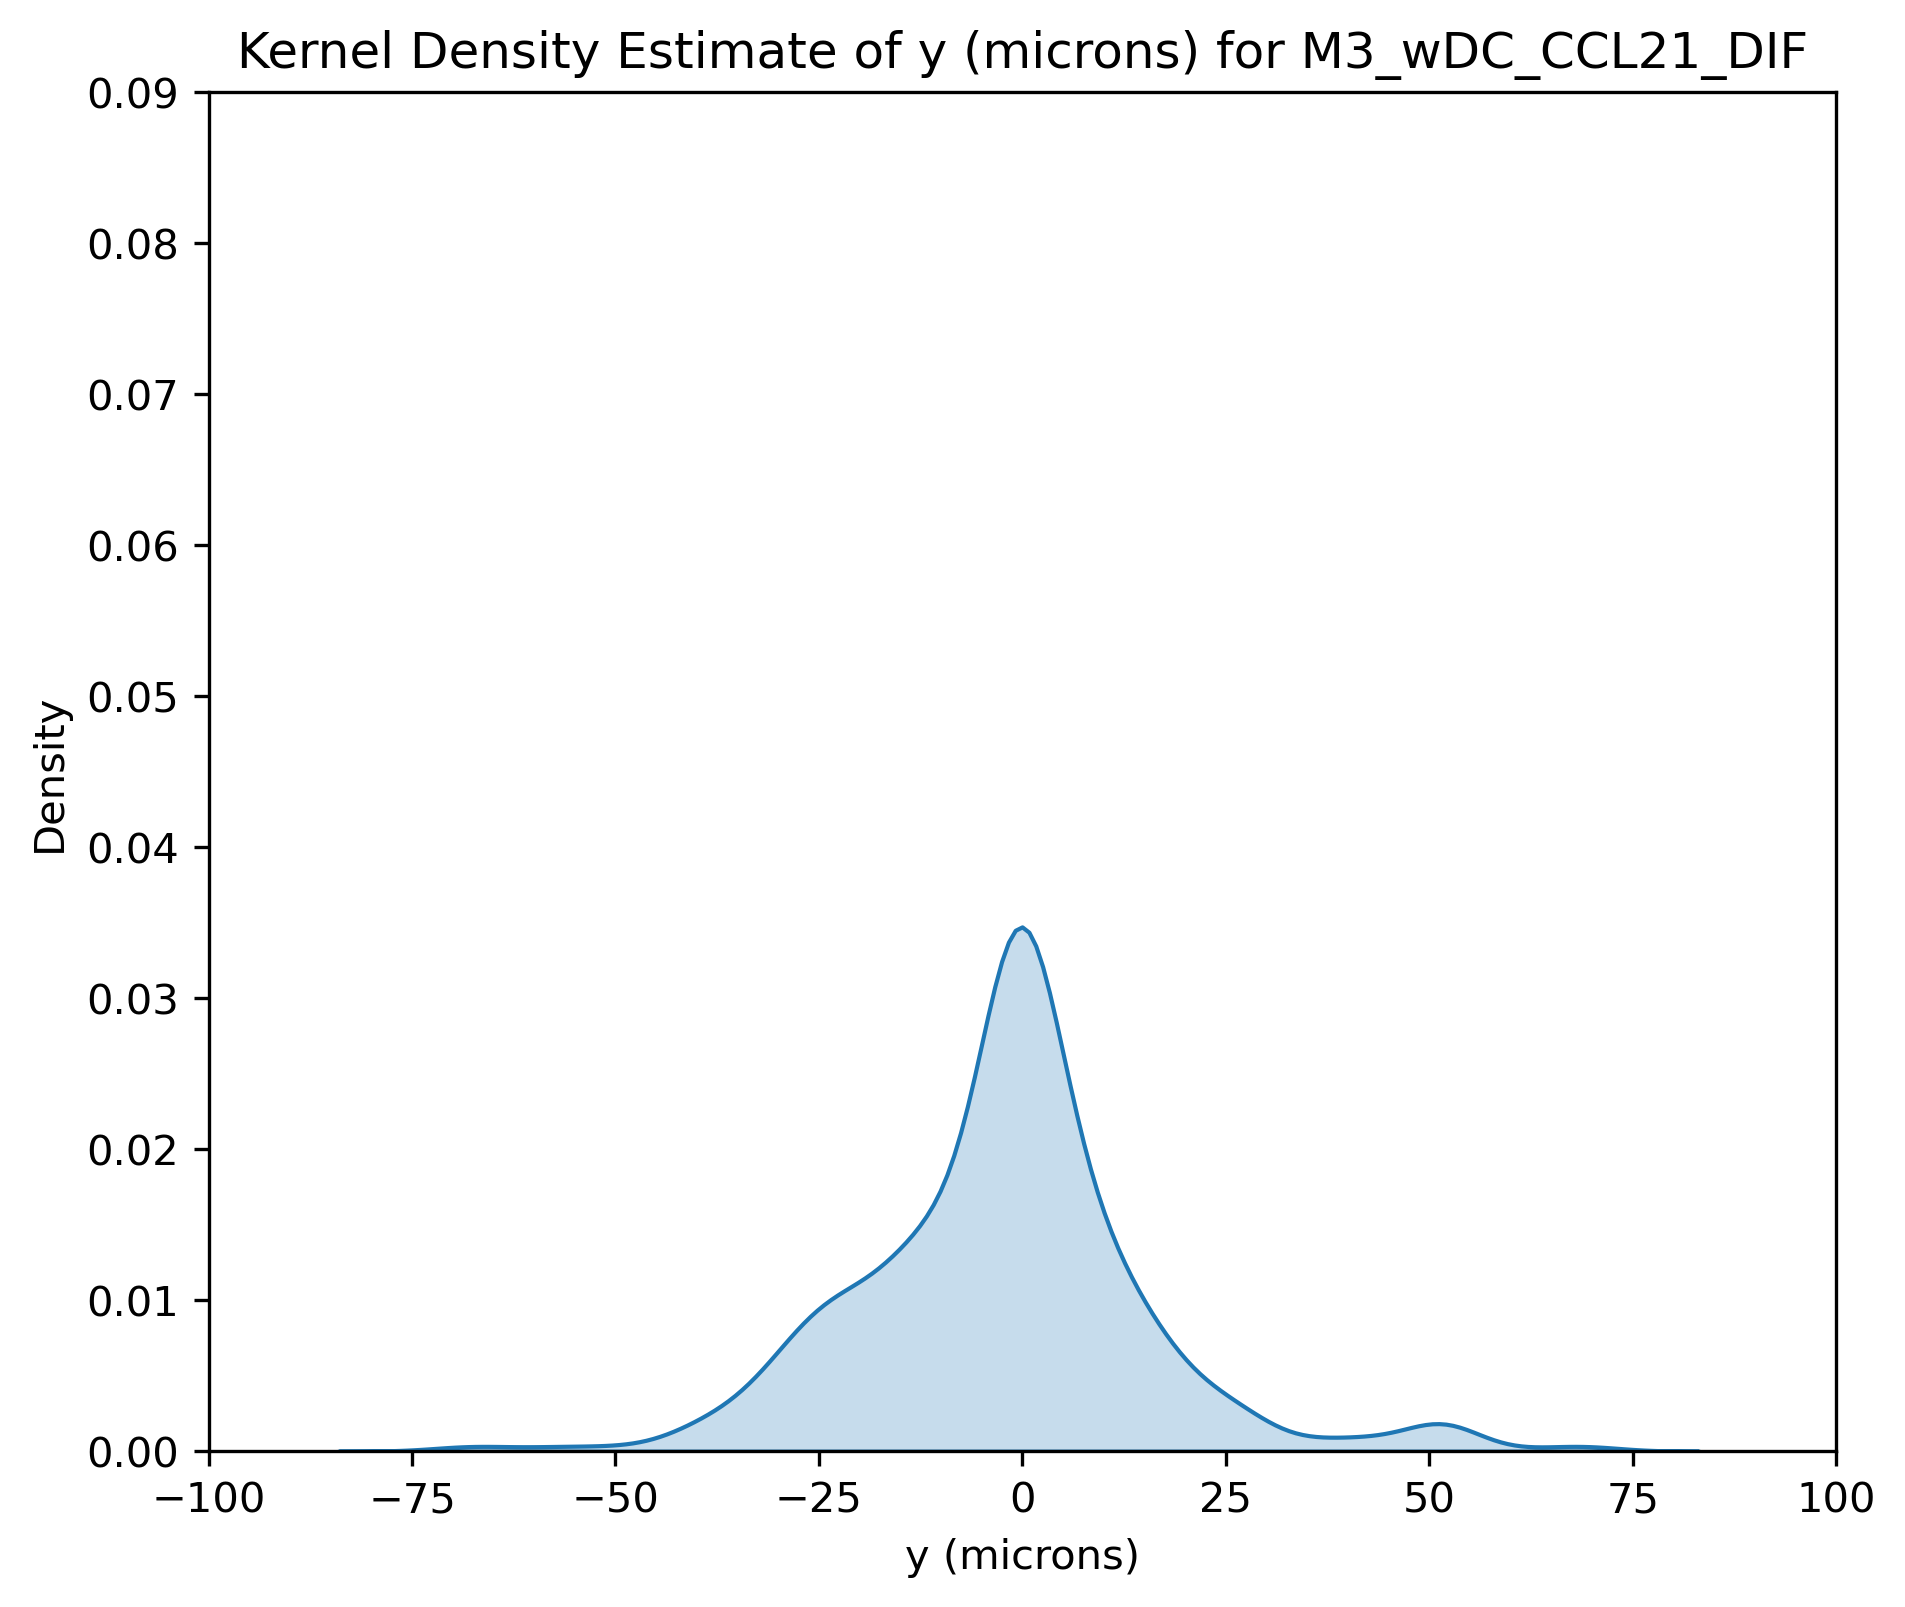 Kernel Density Estimate of y (microns) for M3_wDC_CCL21_DIF
0.09
0.08
0.07
0.06
0.05
0.04
0.03
0.02
0.01
0.00
Density
−100 −75 −50 −25 0 25 50 75 100
y (microns)